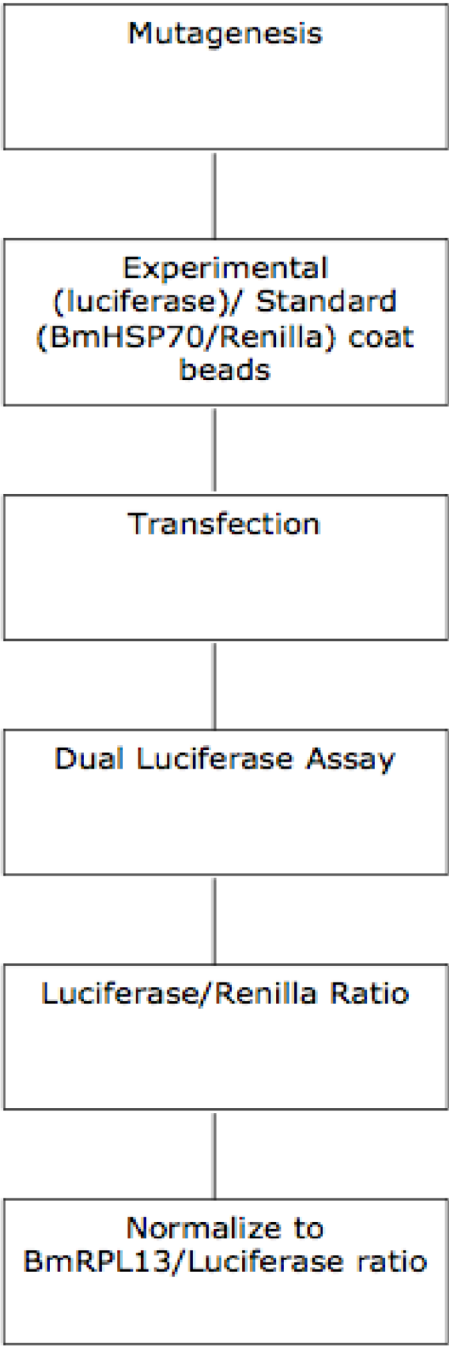 Mutagenesis
Experimental
(luciferase)/ Standard
(BmHSP70/Renilla) coat
beads
Transfection
Dual Luciferase Assay
Luciferase/Renilla Ratio
Normalize to
BmRPL13/Luciferase ratio